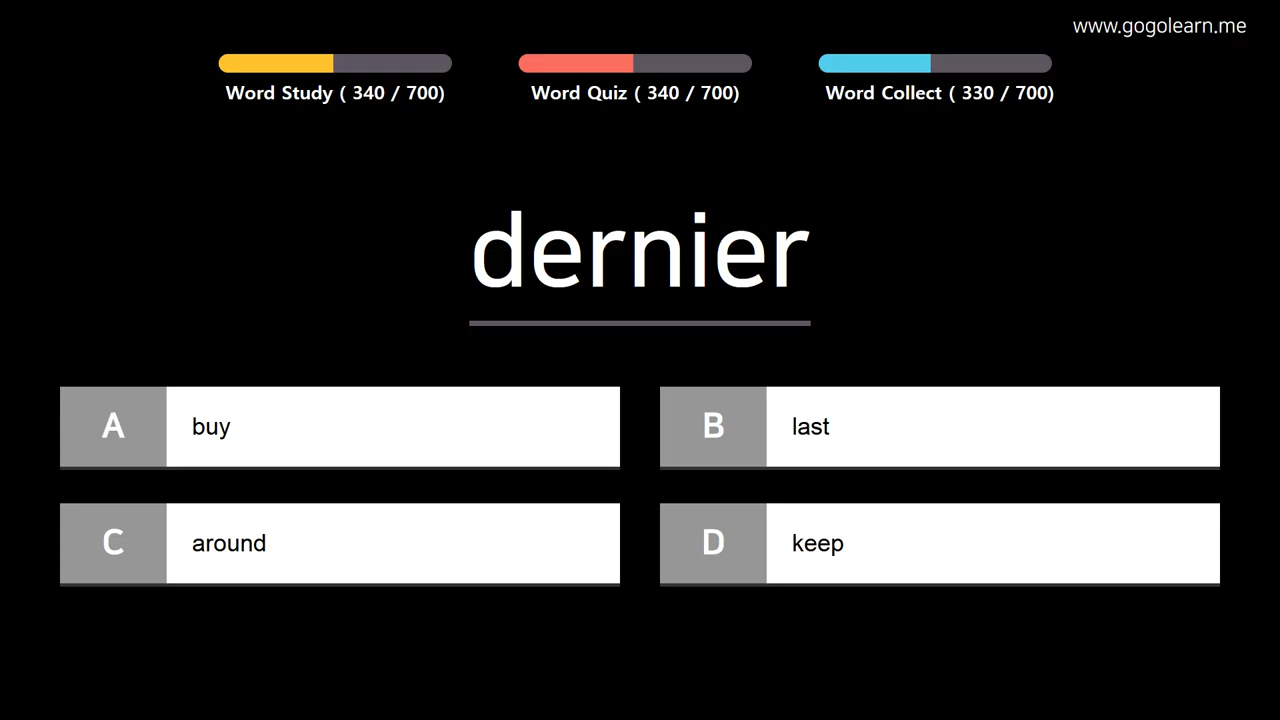 www.gogolearn.me
Word Study ( 340 / 700)
Word Quiz ( 340 / 700)
Word Collect ( 330 / 700)
dernier
A buy
B last
C around
D keep